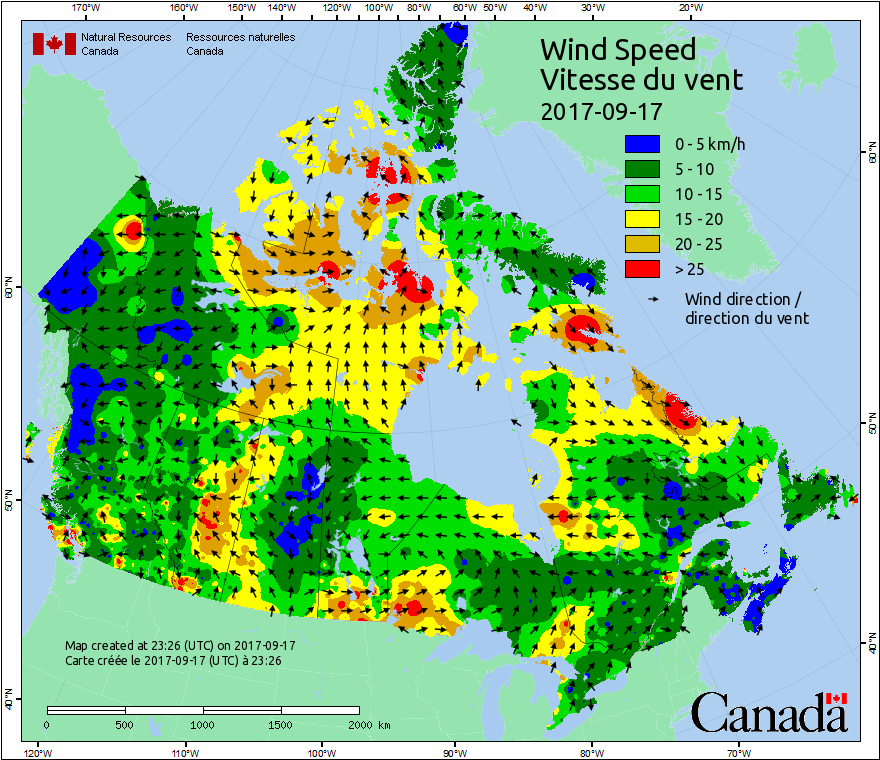 170°W 160°W 150°W 140°W 130°W 120°W 110°W 100°W 90°W 80°W 70°W 60°W 50°W 40°W 30°W 20°W
Natural Resources Canada
Ressources naturelles Canada
Wind Speed
Vitesse du vent
2017-09-17
0 - 5 km/h
5 - 10
10 - 15
15 - 20
20 - 25
> 25
Wind direction /
direction du vent
60°N
60°N
50°N
50°N
40°N
40°N
Map created at 23:26 (UTC) on 2017-09-17
Carte créée le 2017-09-17 (UTC) à 23:26
0 500 1000 1500 2000 km
Canada
120°W 110°W 100°W 90°W 80°W 70°W